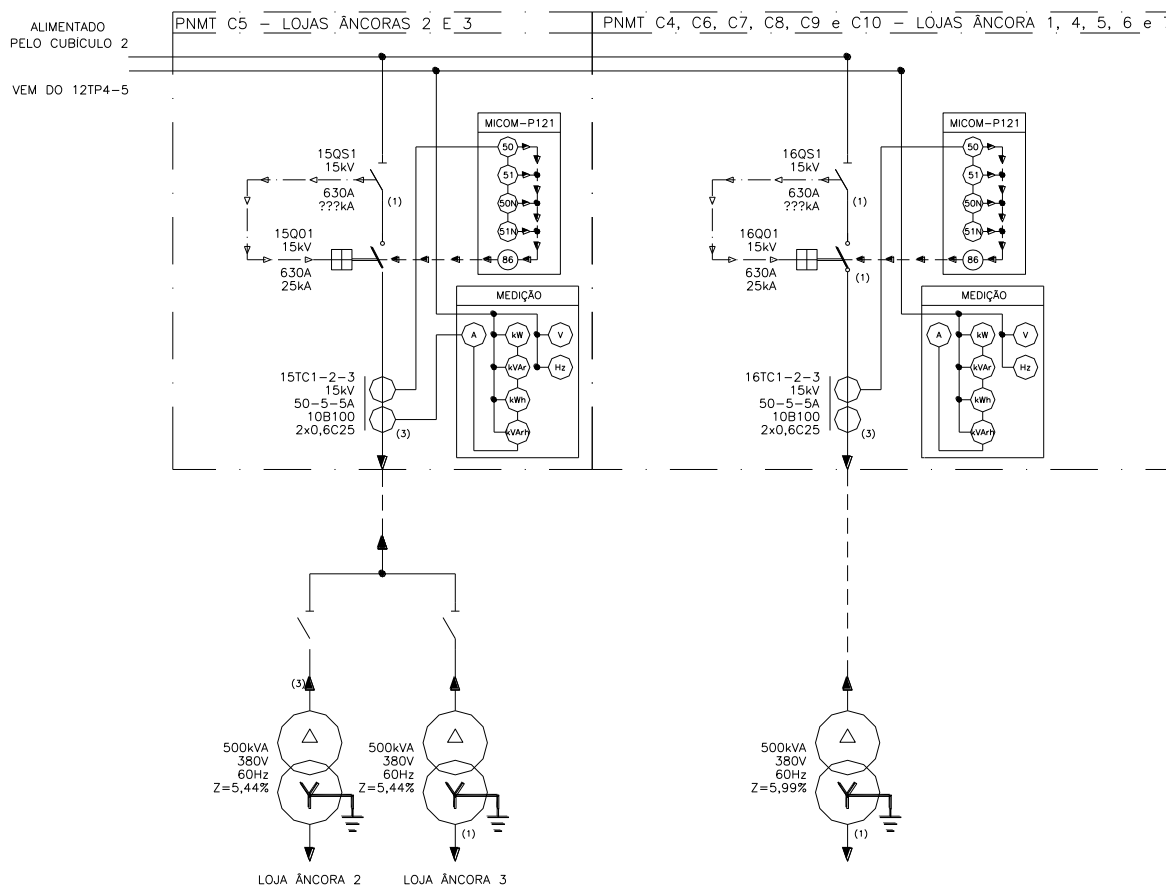 ALIMENTADO
PELO CUBÍCULO 2
VEM DO 12TP4-5
PNMT C5 - LOJAS ÂNCORAS 2 E 3
15QS1
15kV
630A
???kA
(1)
15Q01
15kV
630A
25kA
MICOM-P121
50
51
50N
51N
86
MEDIÇÃO
A
kW
V
kVAr
Hz
kWh
kVArh
15TC1-2-3
15kV
50-5-5A
10B100
2x0,6C25
(3)
PNMT C4, C6, C7, C8, C9 e C10 - LOJAS ÂNCORA 1, 4, 5, 6 e
16QS1
15kV
630A
???kA
(1)
16Q01
15kV
630A
25kA
(1)
MICOM-P121
50
51
50N
51N
86
MEDIÇÃO
A
kW
V
kVAr
Hz
kWh
kVArh
16TC1-2-3
15kV
50-5-5A
10B100
2x0,6C25
(3)
(3)
500kVA
380V
60Hz
Z=5,44%
LOJA ÂNCORA 2
500kVA
380V
60Hz
Z=5,44%
(1)
LOJA ÂNCORA 3
500kVA
380V
60Hz
Z=5,99%
(1)